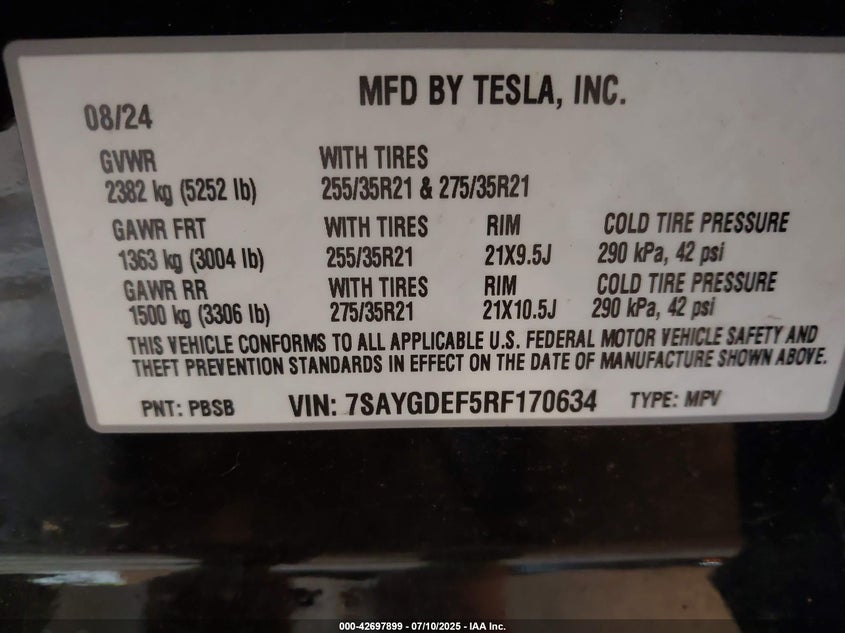 MFD BY TESLA, INC.
08/24
GVWR WITH TIRES
2382 kg (5252 lb) 255/35R21 & 275/35R21
GAWR FRT WITH TIRES RIM COLD TIRE PRESSURE
1363 kg (3004 lb) 255/35R21 21X9.5J 290 kPa, 42 psi
GAWR RR WITH TIRES RIM COLD TIRE PRESSURE
1500 kg (3306 lb) 275/35R21 21X10.5J 290 kPa, 42 psi
THIS VEHICLE CONFORMS TO ALL APPLICABLE U.S. FEDERAL MOTOR VEHICLE SAFETY AND
THEFT PREVENTION STANDARDS IN EFFECT ON THE DATE OF MANUFACTURE SHOWN ABOVE.
PNT: PBSB VIN: 7SAYGDEF5RF170634 TYPE: MPV
000-42697899 - 07/10/2025 - IAA Inc.